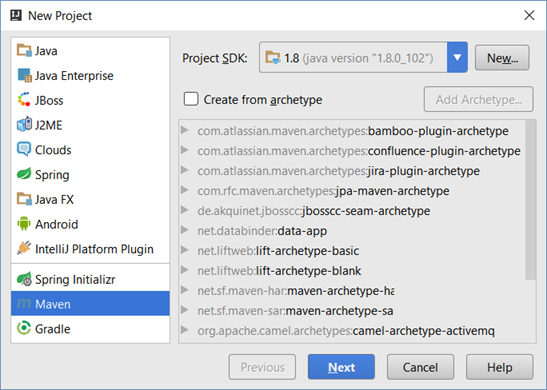 New Project
Java
Java Enterprise
JBoss
J2ME
Clouds
Spring
Java FX
Android
IntelliJ Platform Plugin
Spring Initializr
Maven
Gradle
Project SDK: 1.8 (java version "1.8.0_102") New...
Create from archetype Add Archetype...
com.atlassian.maven.archetypes:bamboo-plugin-archetype
com.atlassian.maven.archetypes:confluence-plugin-archetype
com.atlassian.maven.archetypes:jira-plugin-archetype
com.rfc.maven.archetypes:jpa-maven-archetype
de.akquinet.jbosscc:jbosscc-seam-archetype
net.databinder:data-app
net.liftweb:lift-archetype-basic
net.liftweb:lift-archetype-blank
net.sf.maven-har:maven-archetype-ha
net.sf.maven-sar:maven-archetype-sa
org.apache.camel.archetypes:camel-archetype-activemq
Previous Next Cancel Help